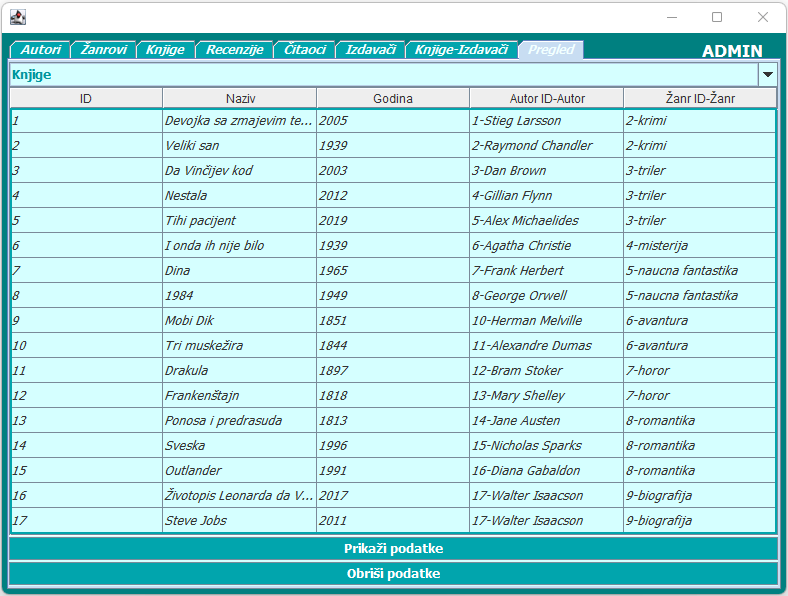 Autori Žanrovi Knjige Recenzije Čitaoci Izdavači Knjige-Izdavači Pregled ADMIN
Knjige
ID Naziv Godina Autor ID-Autor Žanr ID-Žanr
1 Devojka sa zmajevim te... 2005 1-Stieg Larsson 2-krimi
2 Veliki san 1939 2-Raymond Chandler 2-krimi
3 Da Vinčijev kod 2003 3-Dan Brown 3-triler
4 Nestala 2012 4-Gillian Flynn 3-triler
5 Tihi pacijent 2019 5-Alex Michaelides 3-triler
6 I onda ih nije bilo 1939 6-Agatha Christie 4-misterija
7 Dina 1965 7-Frank Herbert 5-naucna fantastika
8 1984 1949 8-George Orwell 5-naucna fantastika
9 Mobi Dik 1851 10-Herman Melville 6-avantura
10 Tri muskežira 1844 11-Alexandre Dumas 6-avantura
11 Drakula 1897 12-Bram Stoker 7-horor
12 Frankenštajn 1818 13-Mary Shelley 7-horor
13 Ponosa i predrasuda 1813 14-Jane Austen 8-romantika
14 Sveska 1996 15-Nicholas Sparks 8-romantika
15 Outlander 1991 16-Diana Gabaldon 8-romantika
16 Životopis Leonarda da V... 2017 17-Walter Isaacson 9-biografija
17 Steve Jobs 2011 17-Walter Isaacson 9-biografija
Prikaži podatke
Obriši podatke